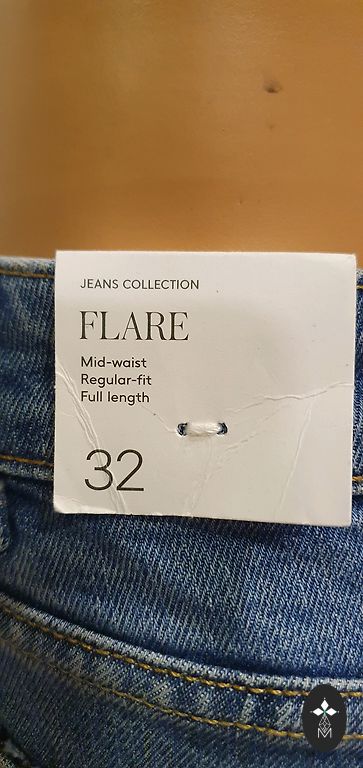 JEANS COLLECTION
FLARE
Mid-waist
Regular-fit
Full length
32
M